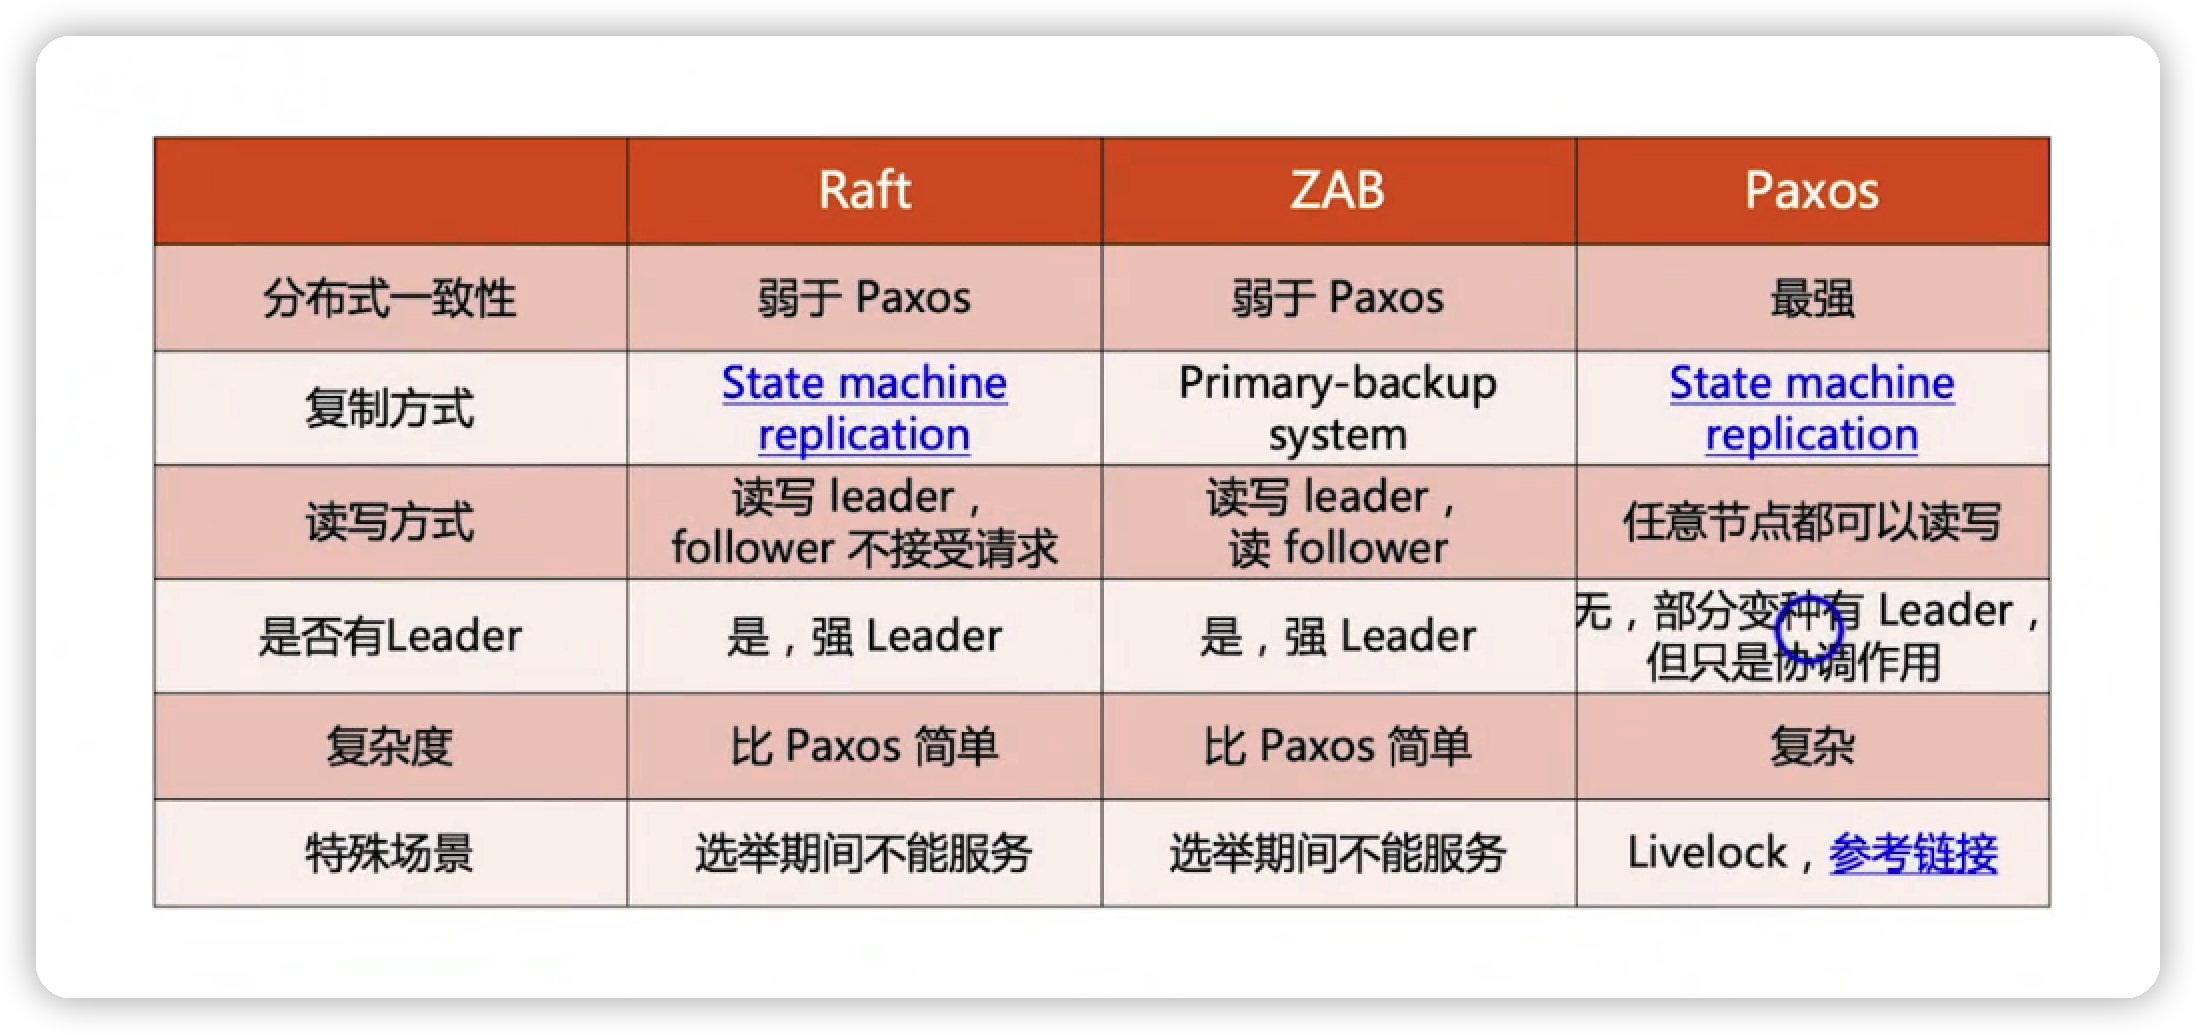 Raft ZAB Paxos
分布式一致性 弱于 Paxos 弱于 Paxos 最强
复制方式 State machine replication Primary-backup system State machine replication
读写方式 读写 leader， follower 不接受请求 读写 leader， 读 follower 任意节点都可以读写
是否有Leader 是，强 Leader 是，强 Leader 无，部分变种有 Leader， 但只是协调作用
复杂度 比 Paxos 简单 比 Paxos 简单 复杂
特殊场景 选举期间不能服务 选举期间不能服务 Livelock，参考链接